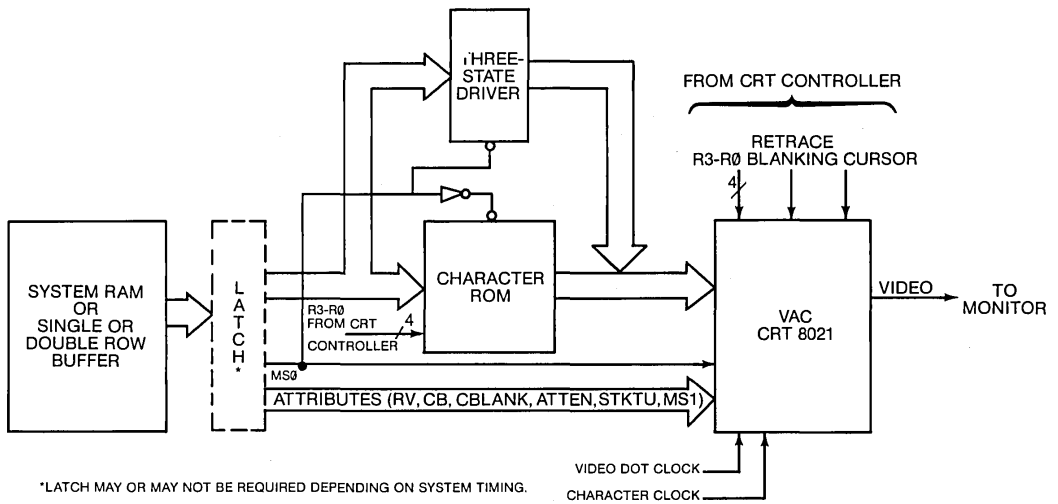 THREE-
STATE
DRIVER
FROM CRT CONTROLLER
RETRACE
R3-RØ BLANKING CURSOR
4
SYSTEM RAM
OR
SINGLE OR
DOUBLE ROW
BUFFER
LATCH*
CHARACTER
ROM
R3-RØ
FROM CRT
CONTROLLER
4
MSØ
VAC
CRT 8021
VIDEO
TO
MONITOR
ATTRIBUTES (RV, CB, CBLANK, ATTEN, STKTU, MS1)
VIDEO DOT CLOCK
CHARACTER CLOCK
*LATCH MAY OR MAY NOT BE REQUIRED DEPENDING ON SYSTEM TIMING.